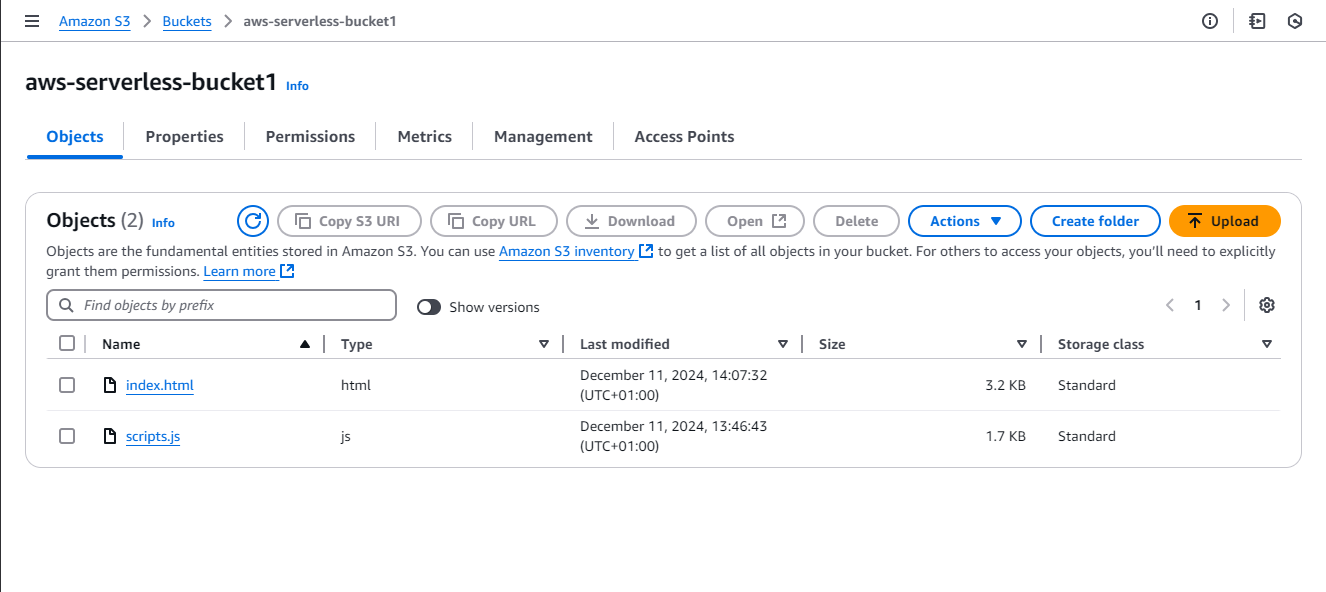 Amazon S3 > Buckets > aws-serverless-bucket1
aws-serverless-bucket1 Info
Objects Properties Permissions Metrics Management Access Points
Objects (2) Info Copy S3 URI Copy URL Download Open Delete Actions Create folder Upload
Objects are the fundamental entities stored in Amazon S3. You can use Amazon S3 inventory to get a list of all objects in your bucket. For others to access your objects, you'll need to explicitly
grant them permissions. Learn more
Find objects by prefix Show versions 1
Name Type Last modified Size Storage class
index.html html December 11, 2024, 14:07:32 (UTC+01:00) 3.2 KB Standard
scripts.js js December 11, 2024, 13:46:43 (UTC+01:00) 1.7 KB Standard